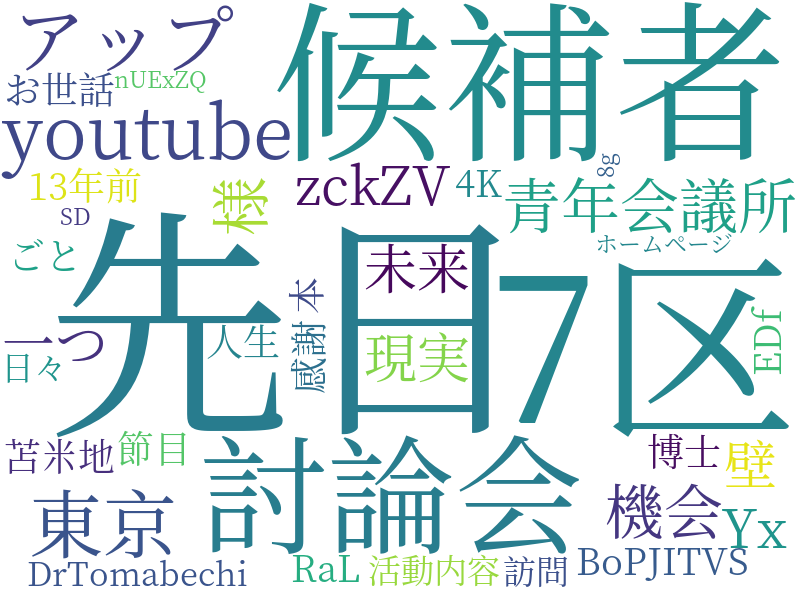 アップ
候補者
お世話
nUExZQ
youtube
13年前
様
zckZV
4K
8g
青年会議所
SD
ごと
先日
7区
ホームページ
未来
一つ
人生
感謝
本
現実
EDf
日々
苫米地
節目
討論会
博士
壁
東京
機会
Yx
DrTomabechi
RaL
活動内容
訪問
BoPJITVS